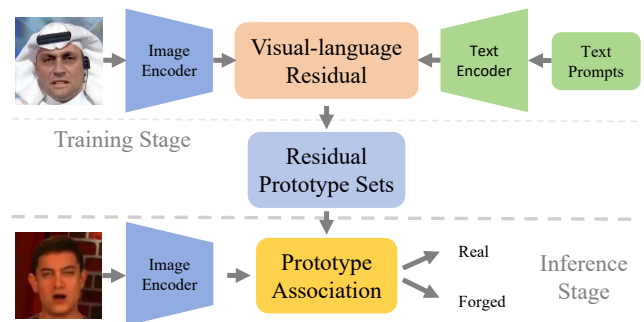 Image
Encoder
Visual-language
Residual
Text
Encoder
Text
Prompts
Training Stage
Residual
Prototype Sets
Image
Encoder
Prototype
Association
Real
Forged
Inference
Stage